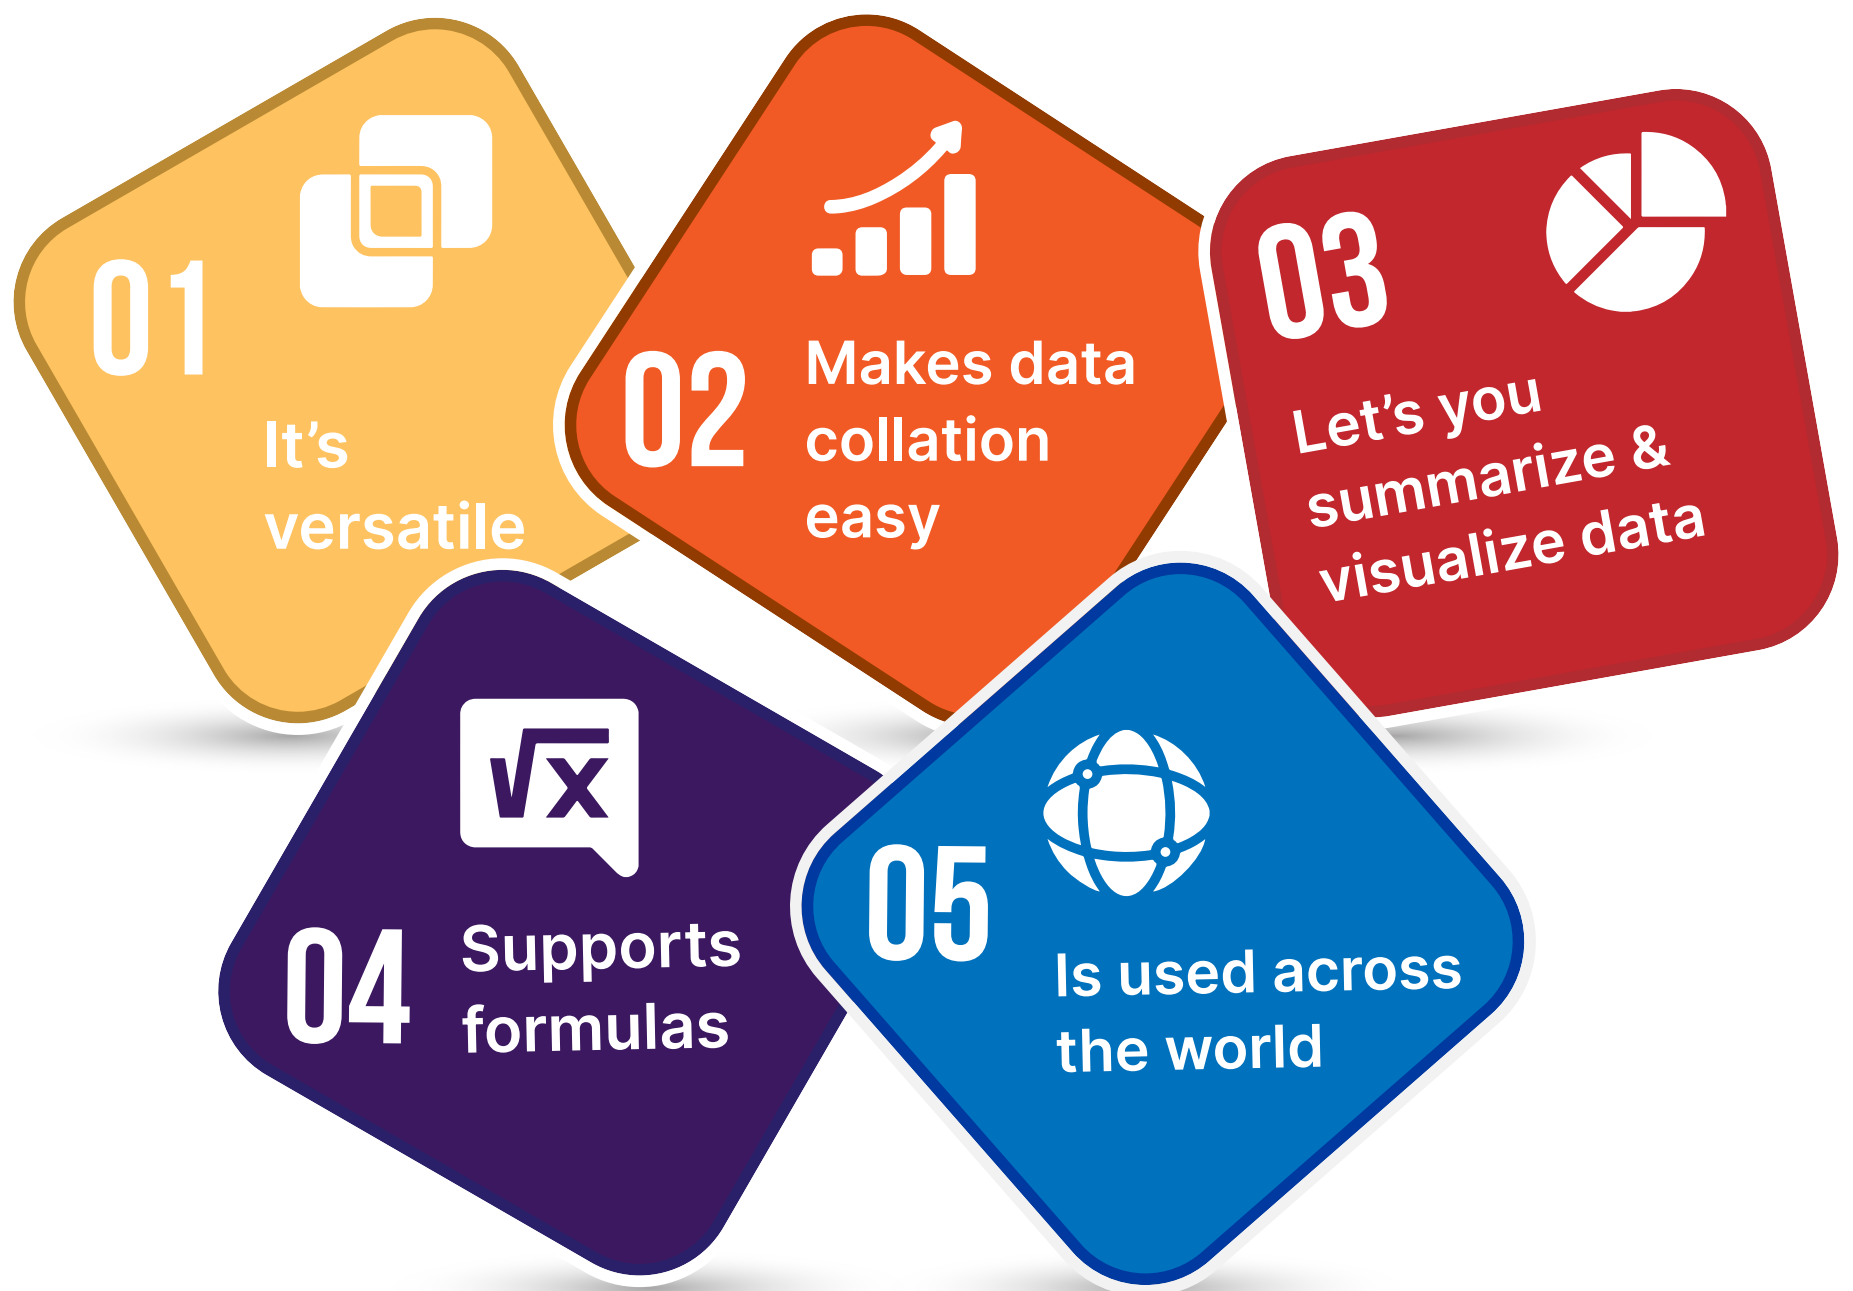 01
It’s
versatile
02
Makes data
collation
easy
03
Let’s you
summarize &
visualize data
√x
04
Supports
formulas
05
Is used across
the world